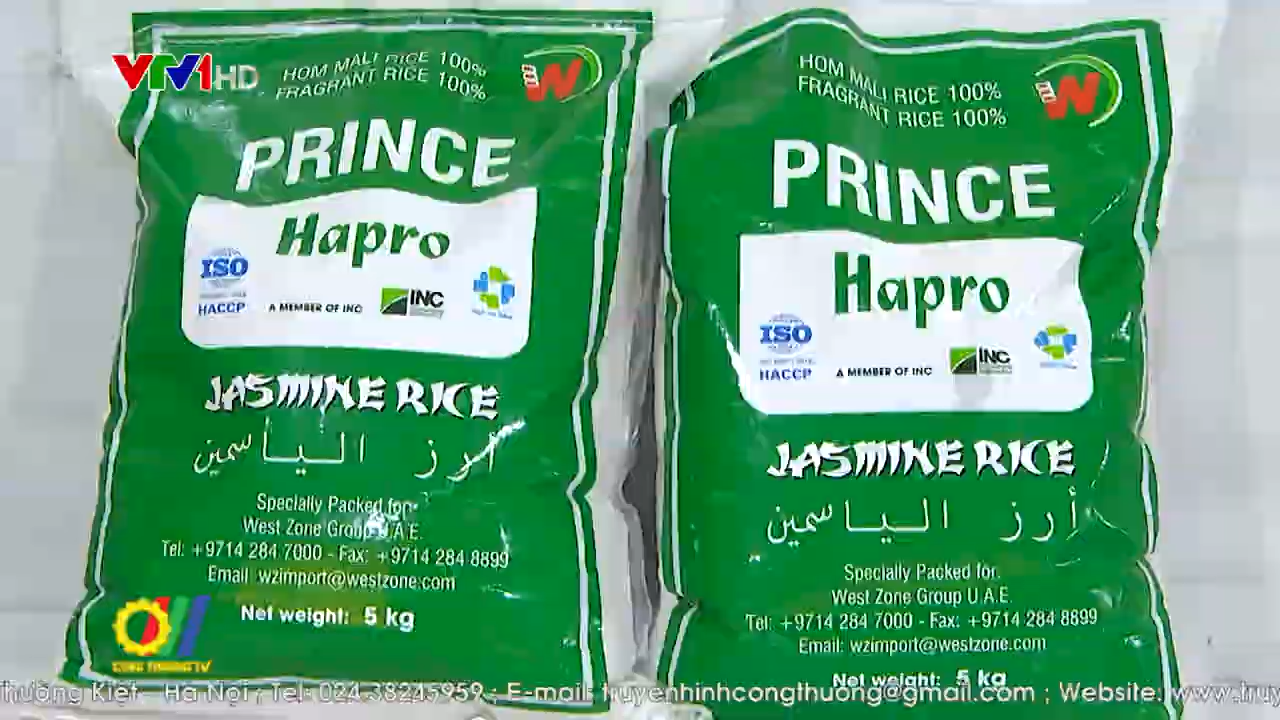 VTV1 HD
HOM MALI RICE 100%
FRAGRANT RICE 100%
W
PRINCE
Hapro
ISO
HACCP
A MEMBER OF INC
INC
JASMINE RICE
أرز الياسمين
Specially Packed for:
West Zone Group U.A.E.
Tel: +9714 284 7000 - Fax: +9714 284 8899
Email: wzimport@westzone.com
Net weight: 5 kg
HOM MALI RICE 100%
FRAGRANT RICE 100%
W
PRINCE
Hapro
ISO
HACCP
A MEMBER OF INC
INC
JASMINE RICE
أرز الياسمين
Specially Packed for:
West Zone Group U.A.E.
Tel: +9714 284 7000 - Fax: +9714 284 8899
Email: wzimport@westzone.com
Net weight: 5 kg
CONG THUONG TV
Thường Kiệt - Hà Nội ; Tel: 024.38245959 ; E-mail: truyenhinhcongthuong@gmail.com ; Website: www.truy